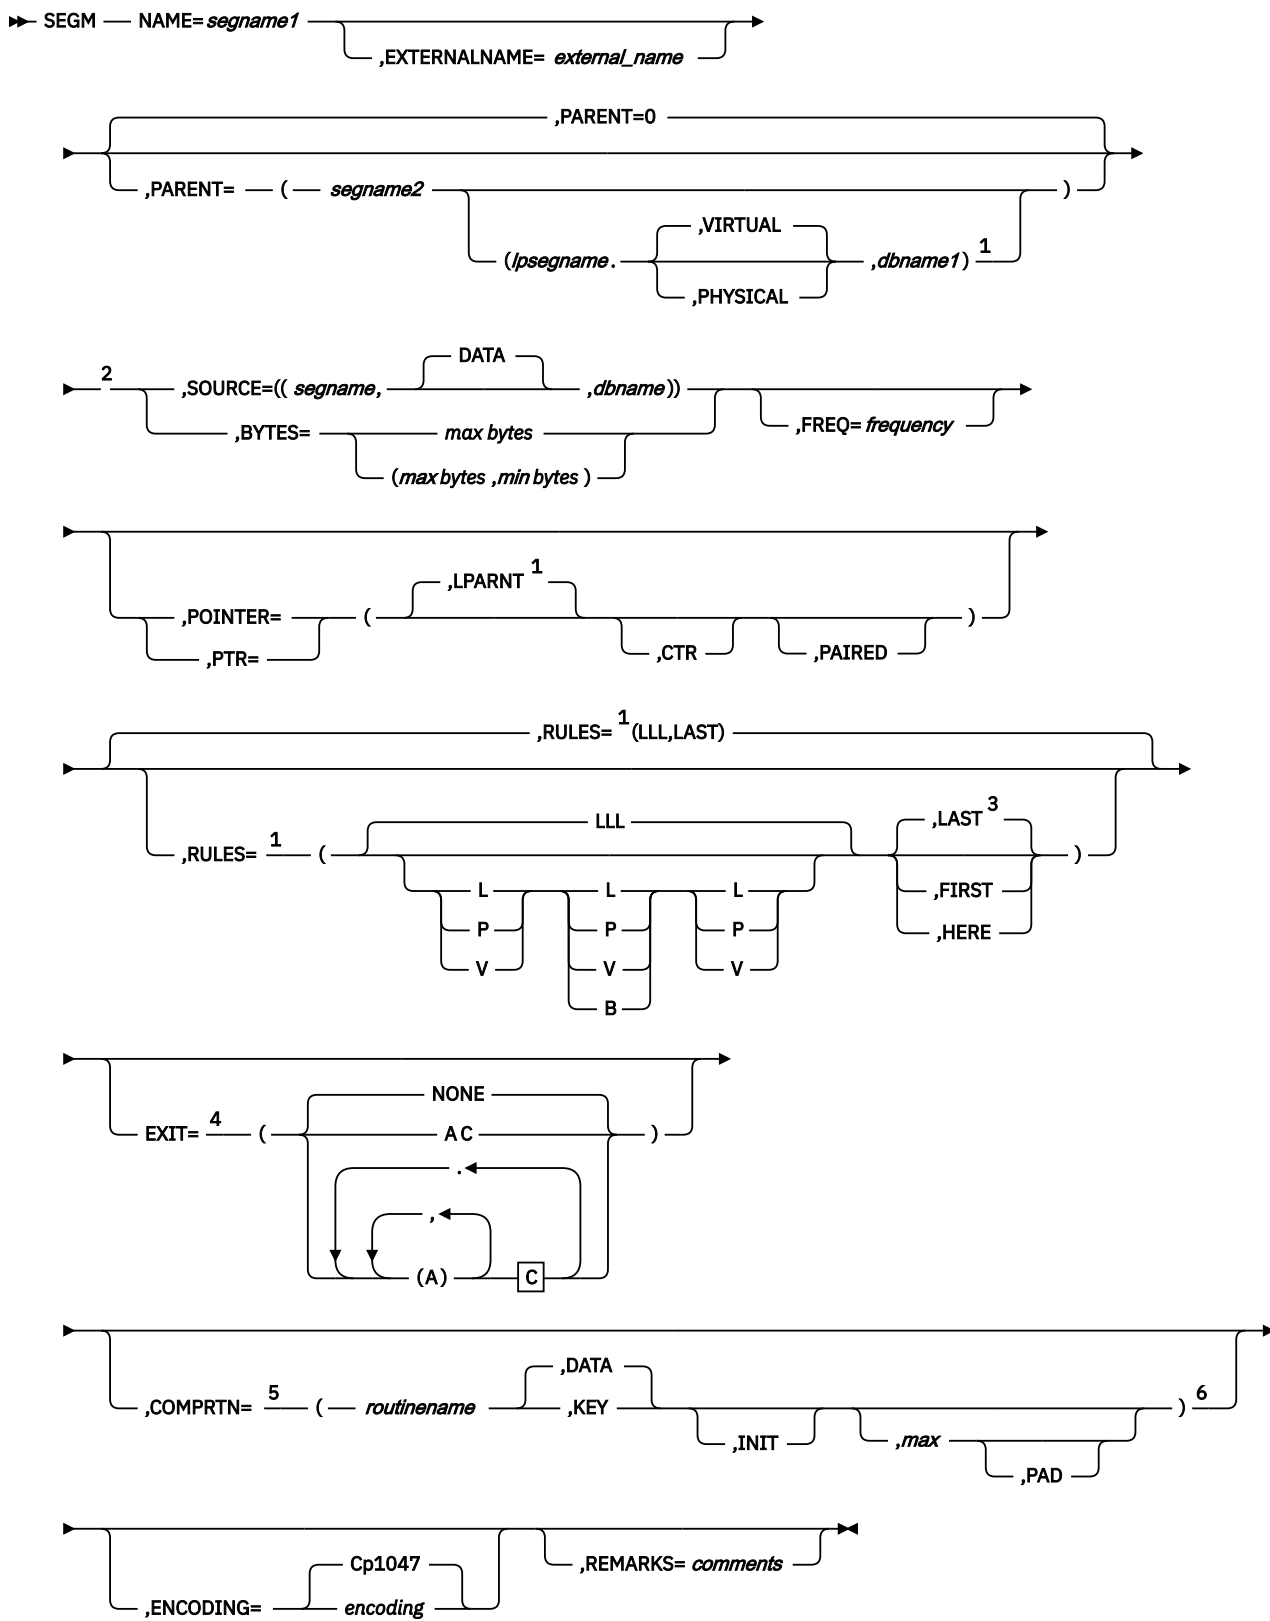 SEGM NAME= segname1
,EXTERNALNAME= external_name
,PARENT=0
,PARENT= ( segname2 )
,VIRTUAL
(lpsegname. ,dbname1) 1
,PHYSICAL
DATA
2 ,SOURCE=(( segname, ,dbname))
,BYTES= max bytes ,FREQ= frequency
(max bytes ,min bytes )
,LPARNT 1
,POINTER= ( )
,PTR= ,CTR ,PAIRED
,RULES= 1 (LLL,LAST)
LLL ,LAST 3
,RULES= 1 ( )
L L L ,FIRST
P P P ,HERE
V V V
B
NONE
EXIT= 4 ( A C )
.
,
(A) C
,DATA
,COMPRTN= 5 ( routinename ,KEY ) 6
,INIT ,max
,PAD
Cp1047 ,REMARKS= comments
,ENCODING= encoding